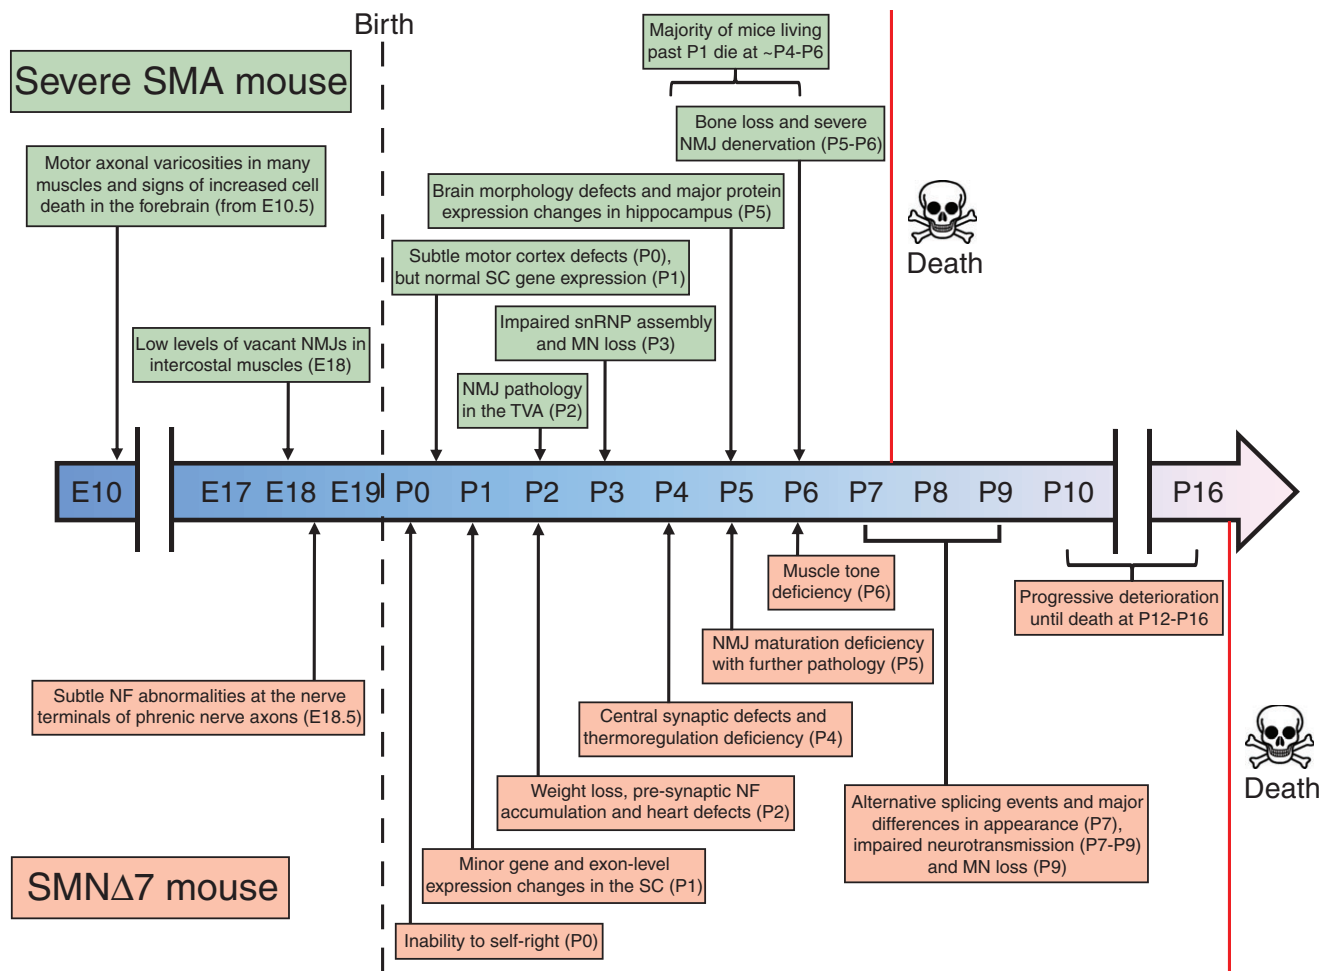 Birth
Severe SMA mouse
Majority of mice living
past P1 die at ~P4-P6
Bone loss and severe
NMJ denervation (P5-P6)
Motor axonal varicosities in many
muscles and signs of increased cell
death in the forebrain (from E10.5)
Brain morphology defects and major protein
expression changes in hippocampus (P5)
Death
Subtle motor cortex defects (P0),
but normal SC gene expression (P1)
Impaired snRNP assembly
and MN loss (P3)
Low levels of vacant NMJs in
intercostal muscles (E18)
NMJ pathology
in the TVA (P2)
E10 E17 E18 E19 P0 P1 P2 P3 P4 P5 P6 P7 P8 P9 P10 P16
Muscle tone
deficiency (P6)
Progressive deterioration
until death at P12-P16
NMJ maturation deficiency
with further pathology (P5)
Subtle NF abnormalities at the nerve
terminals of phrenic nerve axons (E18.5)
Central synaptic defects and
thermoregulation deficiency (P4)
Death
Weight loss, pre-synaptic NF
accumulation and heart defects (P2)
Alternative splicing events and major
differences in appearance (P7),
impaired neurotransmission (P7-P9)
and MN loss (P9)
Minor gene and exon-level
expression changes in the SC (P1)
SMNΔ7 mouse
Inability to self-right (P0)